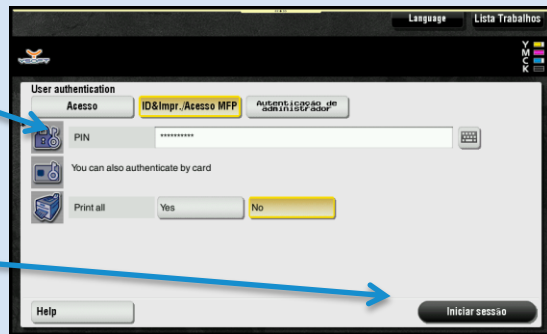 Language Lista Trabalhos
YSOFT
Y
M
C
K
User authentication
Acesso ID&Impr./Acesso MFP Autenticação de
administrador
PIN **********
You can also authenticate by card
Print all Yes No
Help Iniciar sessão